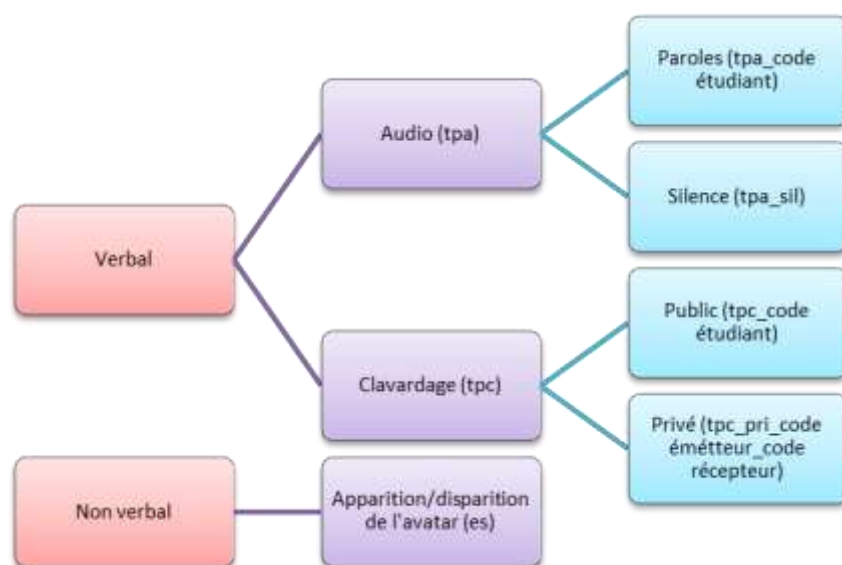 Paroles (tpa_code
étudiant)
Audio (tpa)
Silence (tpa_sil)
Verbal
Public (tpc_code
étudiant)
Clavardage (tpc)
Privé (tpc_pri_code
émétteur_code
récepteur)
Non verbal
Apparition/disparition
de l'avatar (es)